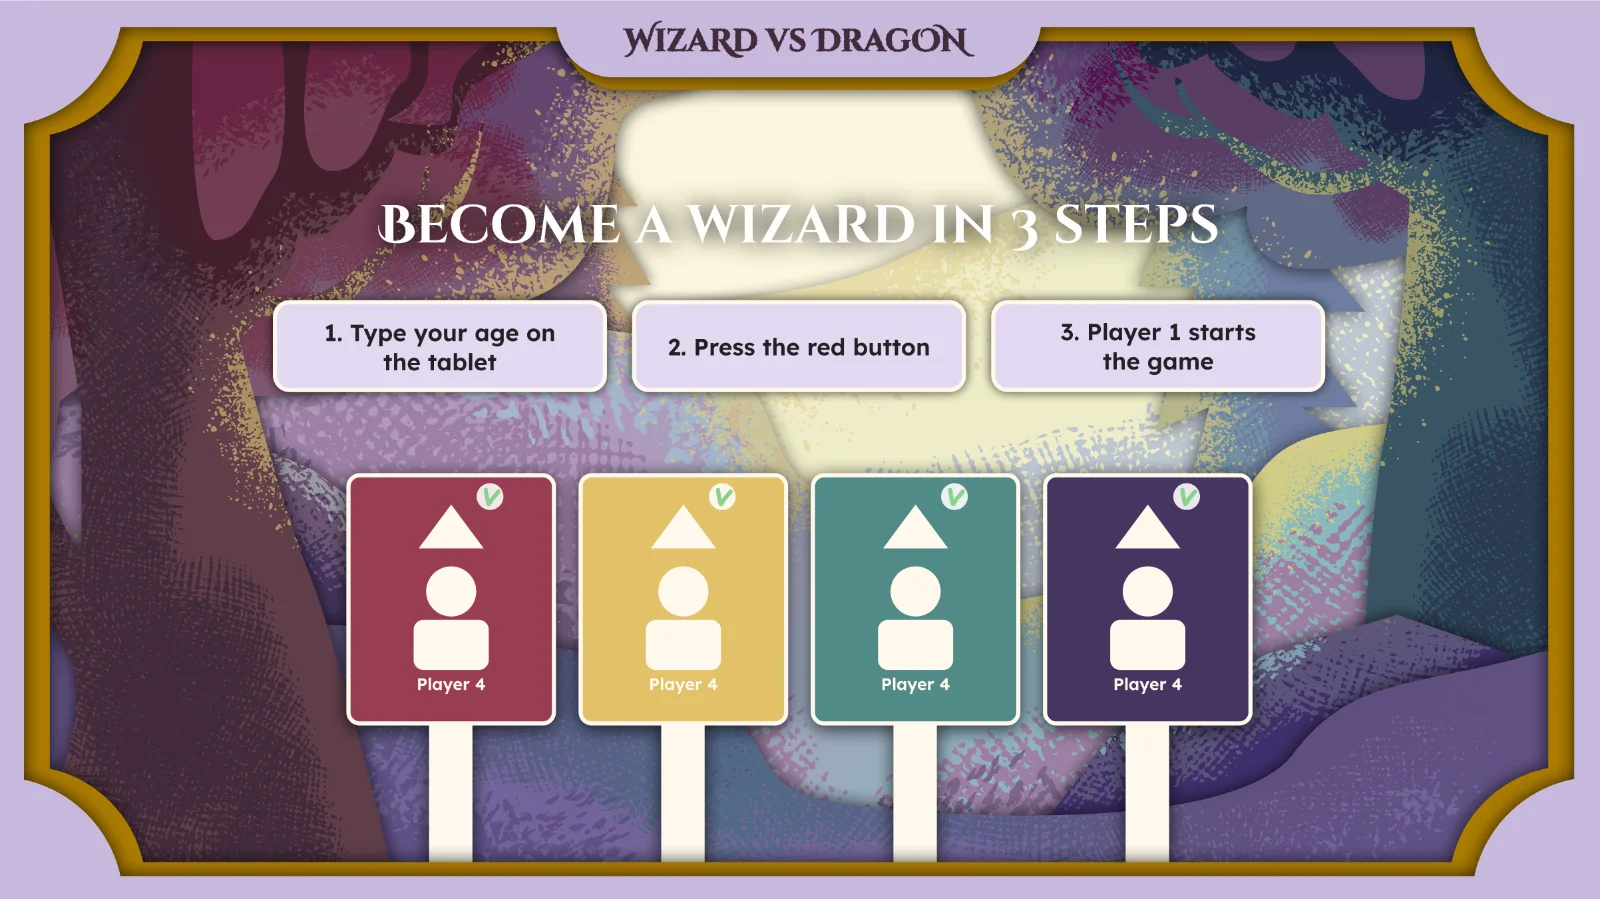 WIZARD VS DRAGON
BECOME A WIZARD IN 3 STEPS
1. Type your age on
the tablet
2. Press the red button
3. Player 1 starts
the game
Player 4
Player 4
Player 4
Player 4